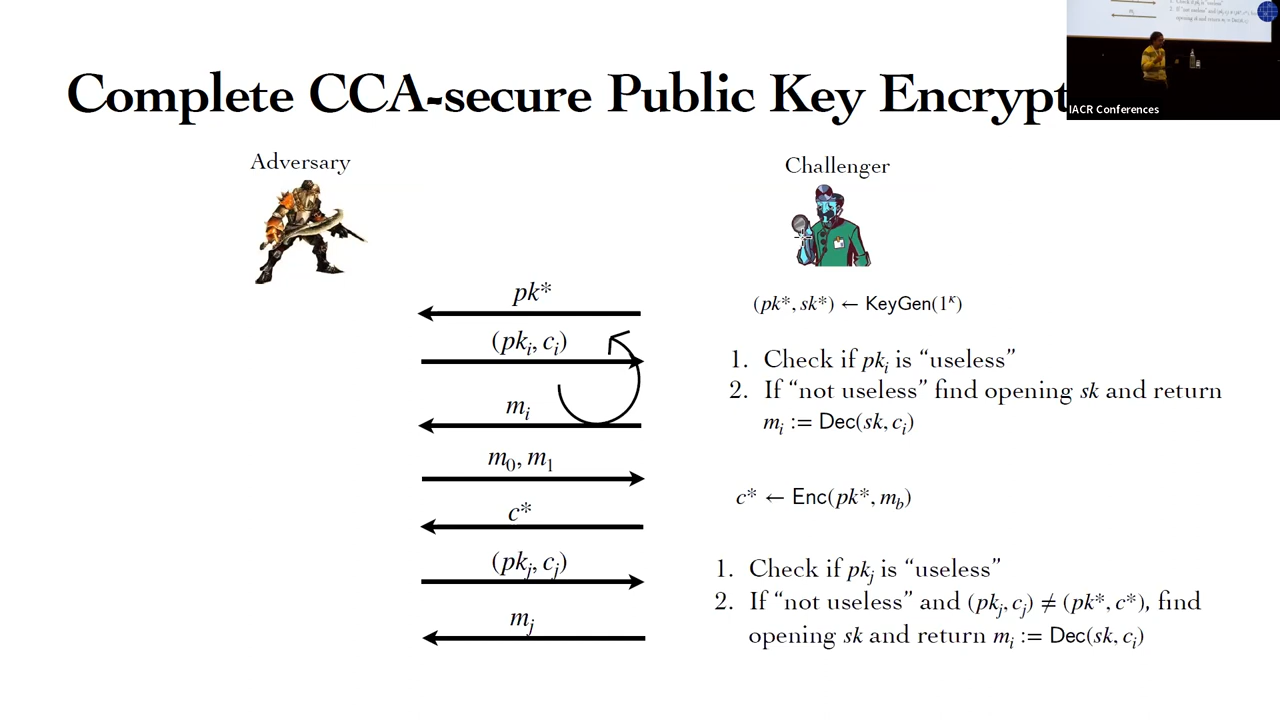 Complete CCA-secure Public Key Encrypt
IACR Conferences
Adversary
Challenger
pk*
(pk*, sk*) ← KeyGen(1^κ)
(pk_i, c_i)
1. Check if pk_i is “useless”
2. If “not useless” find opening sk and return
m_i := Dec(sk, c_i)
m_i
m_0, m_1
c* ← Enc(pk*, m_b)
c*
(pk_j, c_j)
1. Check if pk_j is “useless”
2. If “not useless” and (pk_j, c_j) ≠ (pk*, c*), find
opening sk and return m_i := Dec(sk, c_i)
m_j